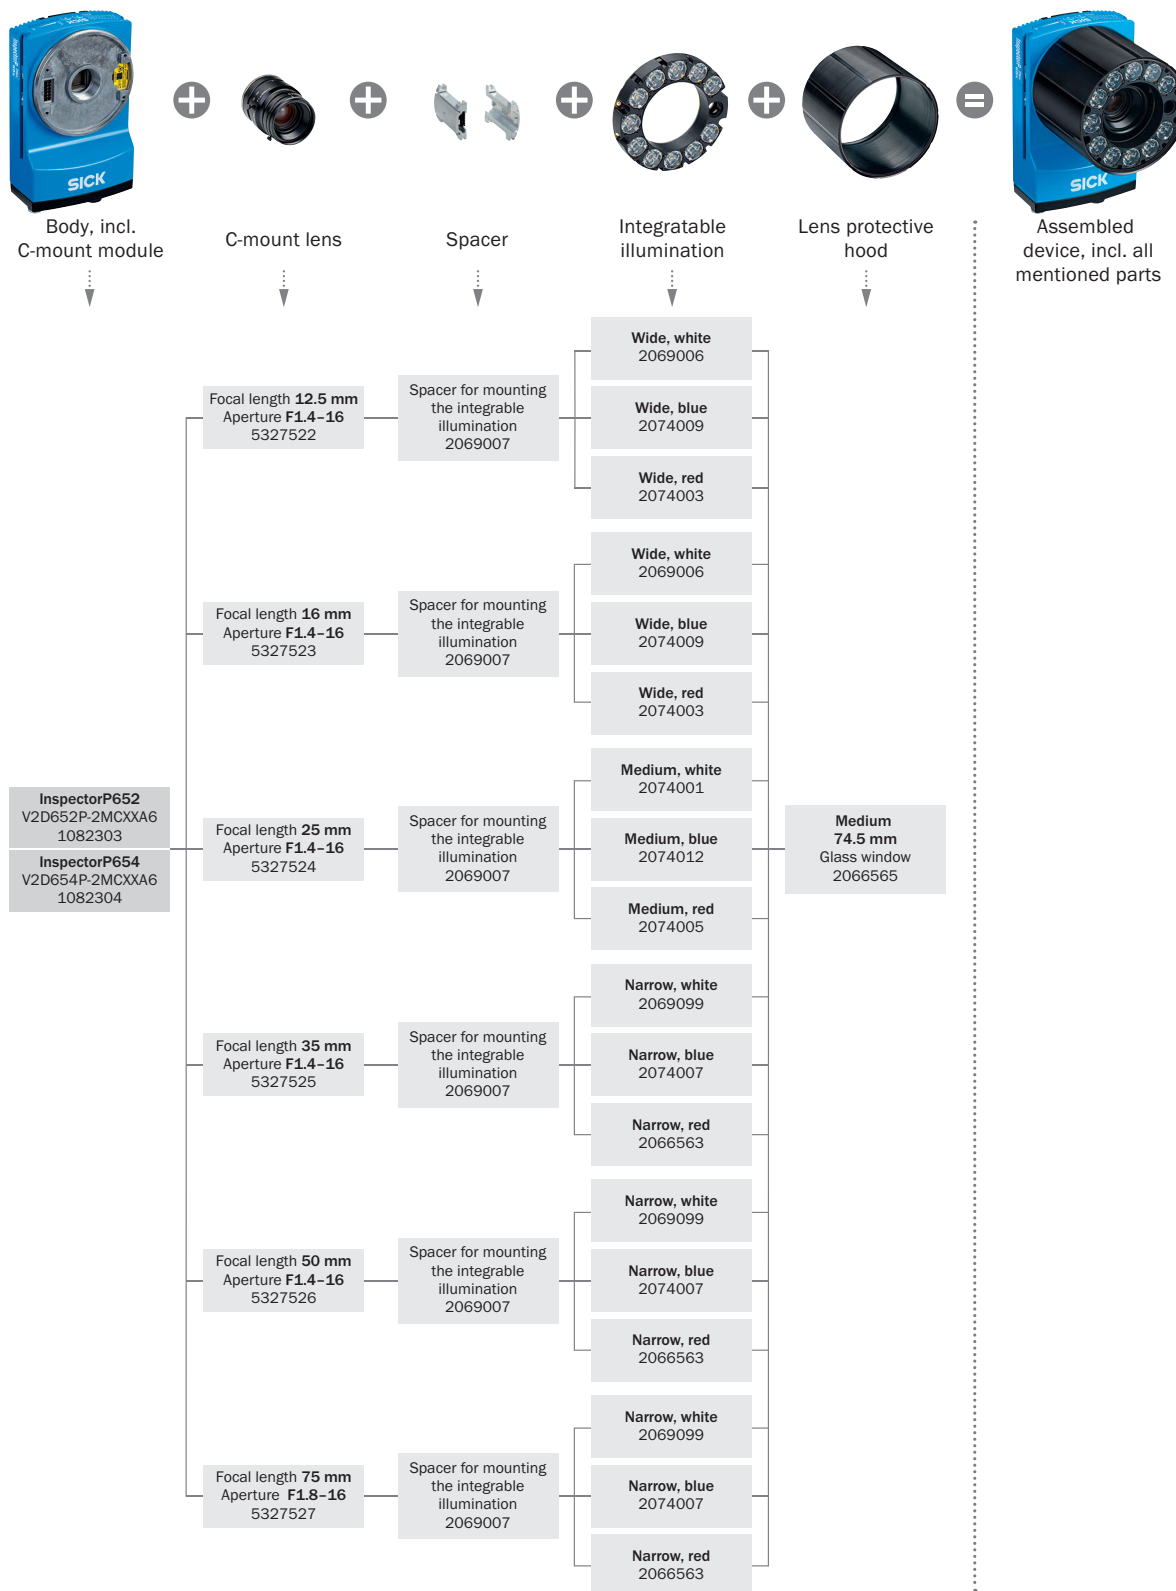 SICK
SICK
Body, incl.
C-mount module
C-mount lens
Spacer
Integratable
illumination
Lens protective
hood
Assembled
device, incl. all
mentioned parts
InspectorP652
V2D652P-2MCXXA6
1082303
InspectorP654
V2D654P-2MCXXA6
1082304
Focal length 12.5 mm
Aperture F1.4–16
5327522
Spacer for mounting
the integrable
illumination
2069007
Wide, white
2069006
Wide, blue
2074009
Wide, red
2074003
Focal length 16 mm
Aperture F1.4–16
5327523
Spacer for mounting
the integrable
illumination
2069007
Wide, white
2069006
Wide, blue
2074009
Wide, red
2074003
Focal length 25 mm
Aperture F1.4–16
5327524
Spacer for mounting
the integrable
illumination
2069007
Medium, white
2074001
Medium, blue
2074012
Medium, red
2074005
Focal length 35 mm
Aperture F1.4–16
5327525
Spacer for mounting
the integrable
illumination
2069007
Narrow, white
2069099
Narrow, blue
2074007
Narrow, red
2066563
Focal length 50 mm
Aperture F1.4–16
5327526
Spacer for mounting
the integrable
illumination
2069007
Narrow, white
2069099
Narrow, blue
2074007
Narrow, red
2066563
Focal length 75 mm
Aperture F1.8–16
5327527
Spacer for mounting
the integrable
illumination
2069007
Narrow, white
2069099
Narrow, blue
2074007
Narrow, red
2066563
Medium
74.5 mm
Glass window
2066565